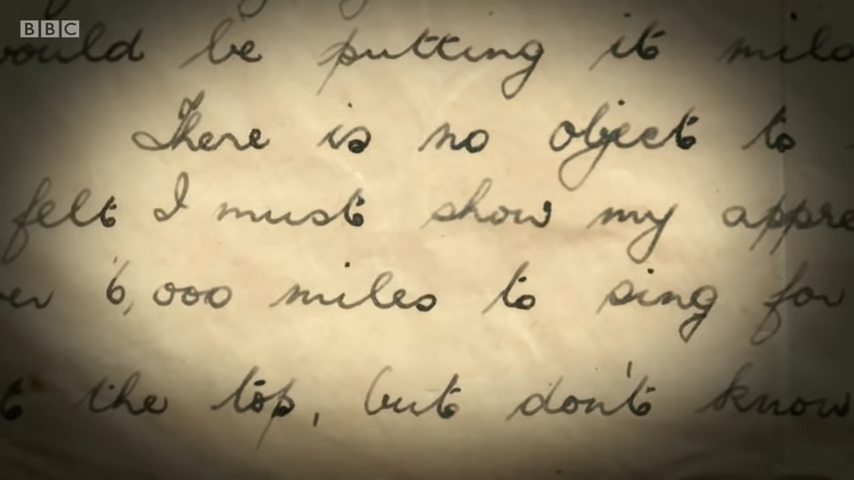 BBC
would be putting it mild
There is no object to
felt I must show my appre
er 6,000 miles to sing for
t the top, but don't know